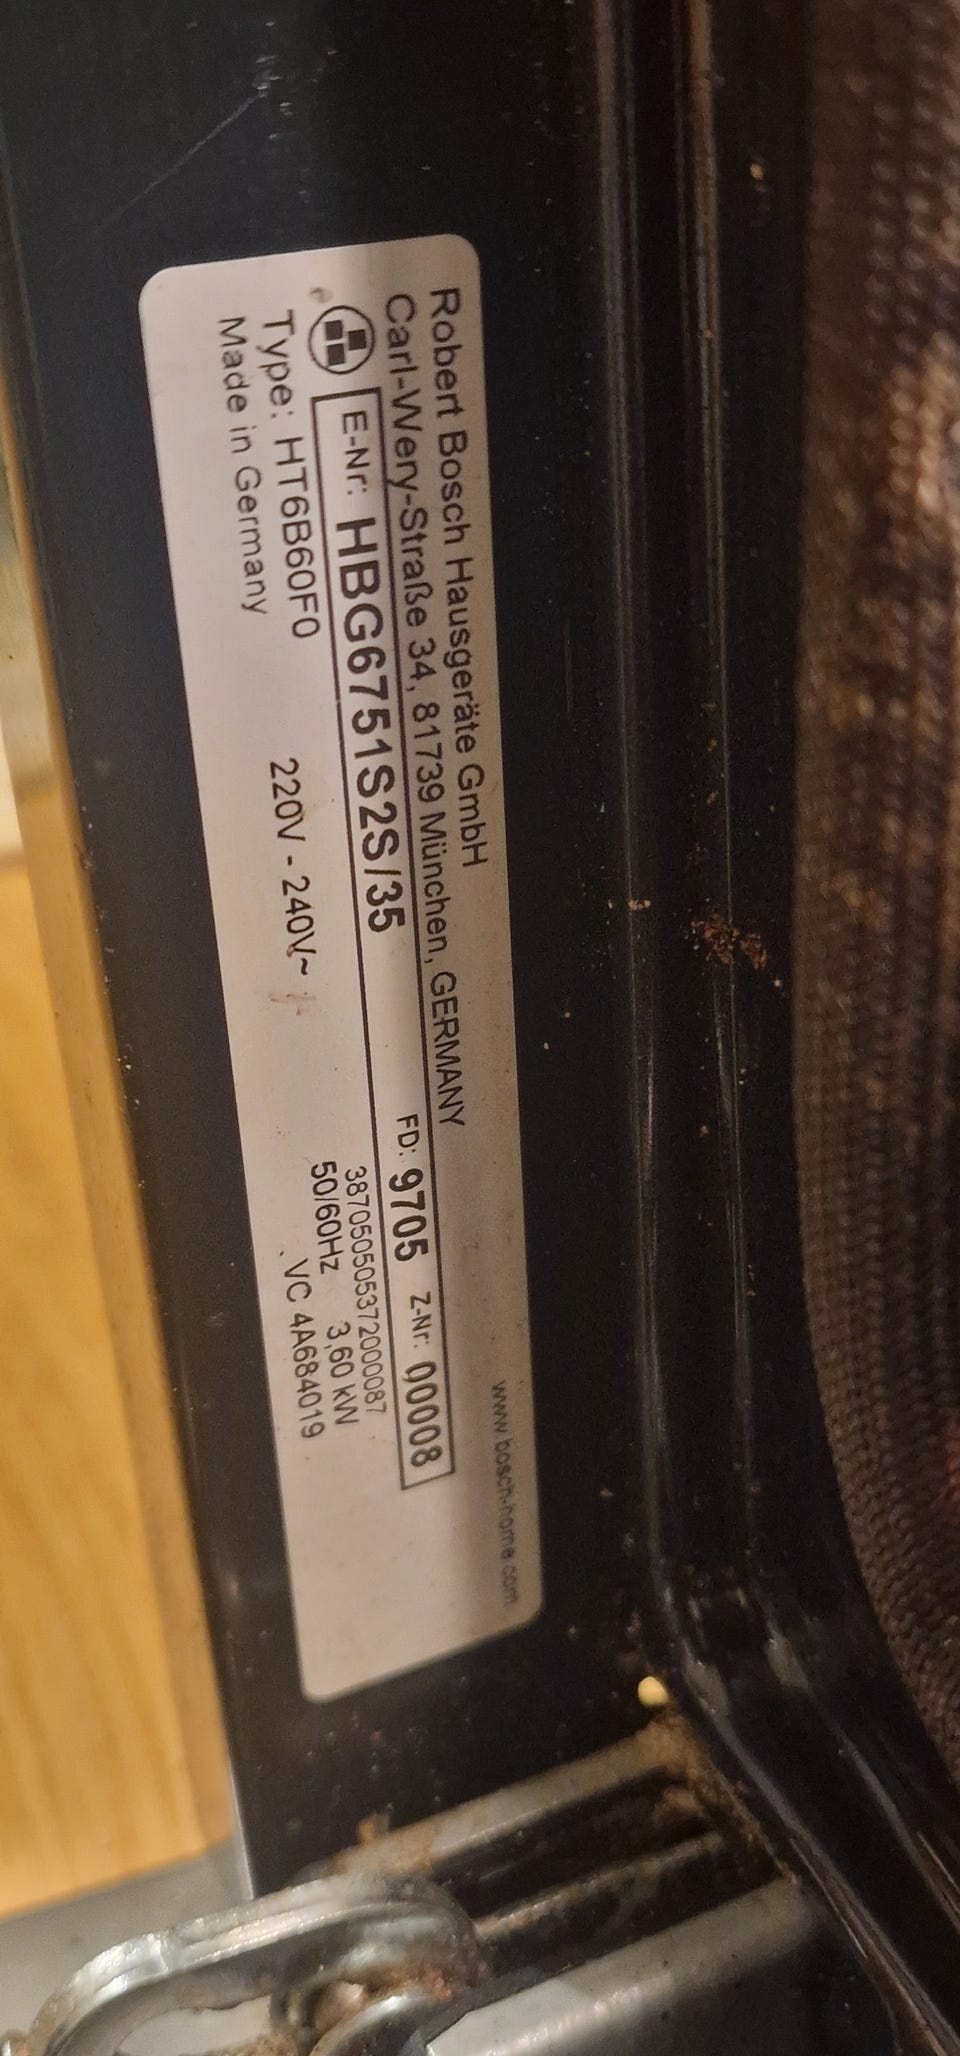 Robert Bosch Hausgeräte GmbH
www.bosch-home.com
Carl-Wery-Straße 34, 81739 München, GERMANY
E-Nr: HBG6751S2S/35 FD: 9705 Z-Nr: 00008
387050505372000087
Type: HT6B60F0 220V - 240V~ 50/60Hz 3,60 kW
Made in Germany VC 4A684019